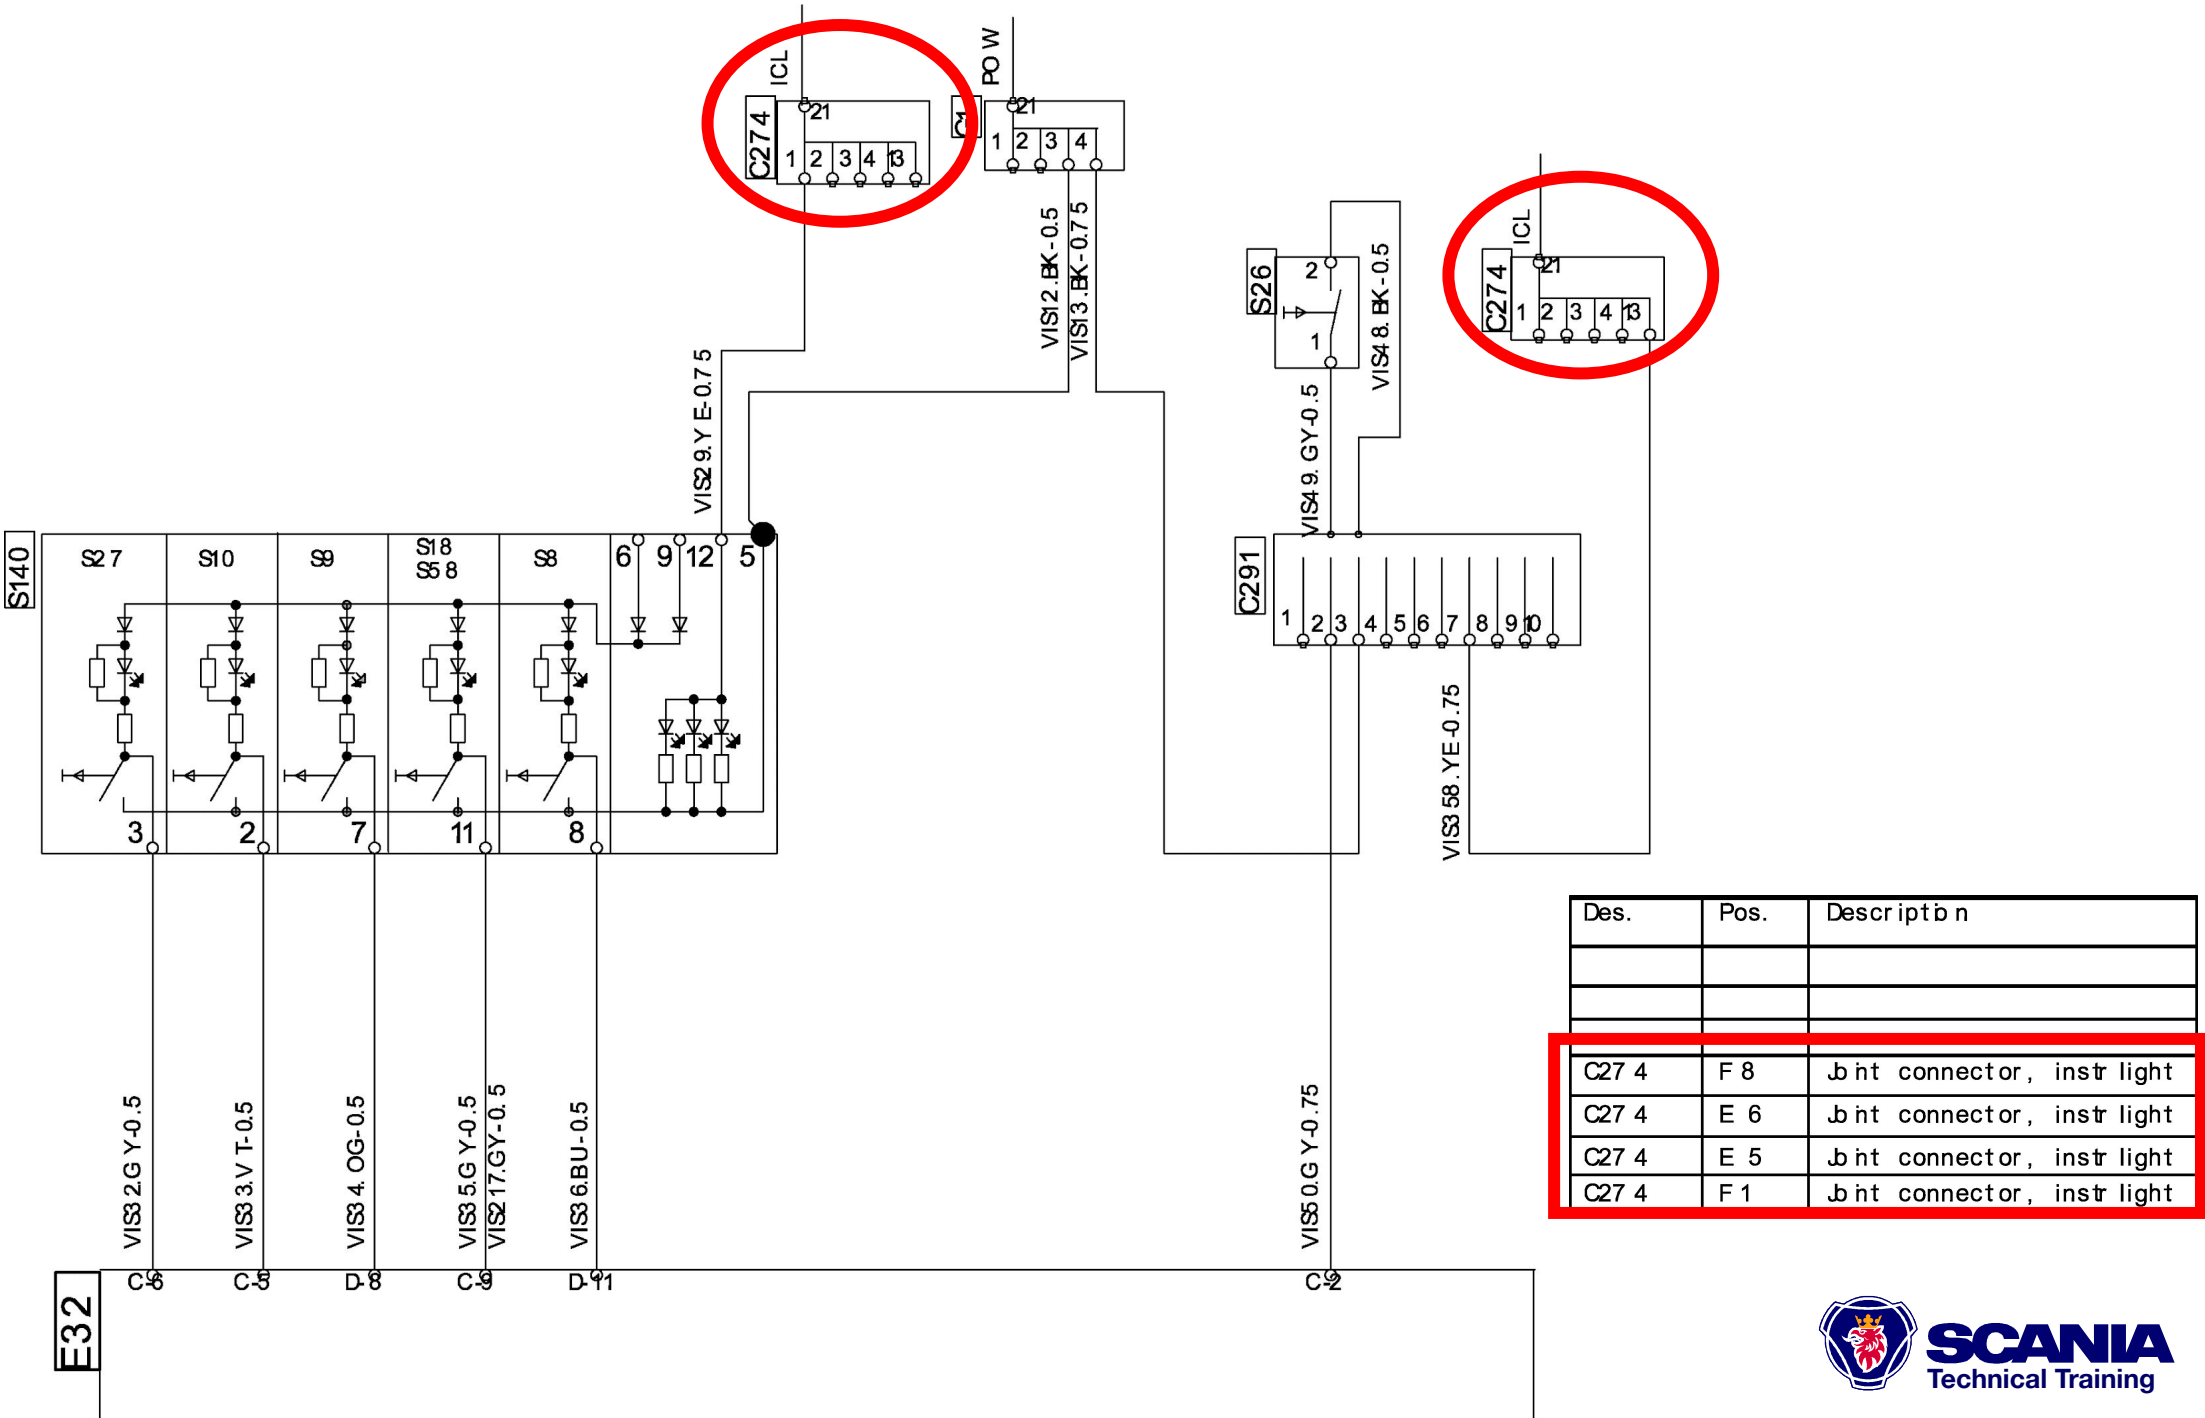 ICL
C274
21
1 2 3 4 13
POW
C1
21
1 2 3 4
VIS12.BK-0.5
VIS13.BK-0.75
S26
2
1
VIS48.BK-0.5
ICL
C274
21
1 2 3 4 13
VIS29.YE-0.75
VIS49.GY-0.5
S140
S27
S10
S9
S18
S58
S8
6 9 12 5
C291
1 2 3 4 5 6 7 8 9 10
3 2 7 11 8
VIS358.YE-0.75
VIS32.GY-0.5
VIS33.VT-0.5
VIS34.OG-0.5
VIS35.GY-0.5
VIS217.GY-0.5
VIS36.BU-0.5
VIS50.GY-0.75
Des. Pos. Description
C274 F8 Joint connector, instr light
C274 E6 Joint connector, instr light
C274 E5 Joint connector, instr light
C274 F1 Joint connector, instr light
E32
C-6 C-5 D-8 C-9 D-11 C-2
SCANIA
Technical Training